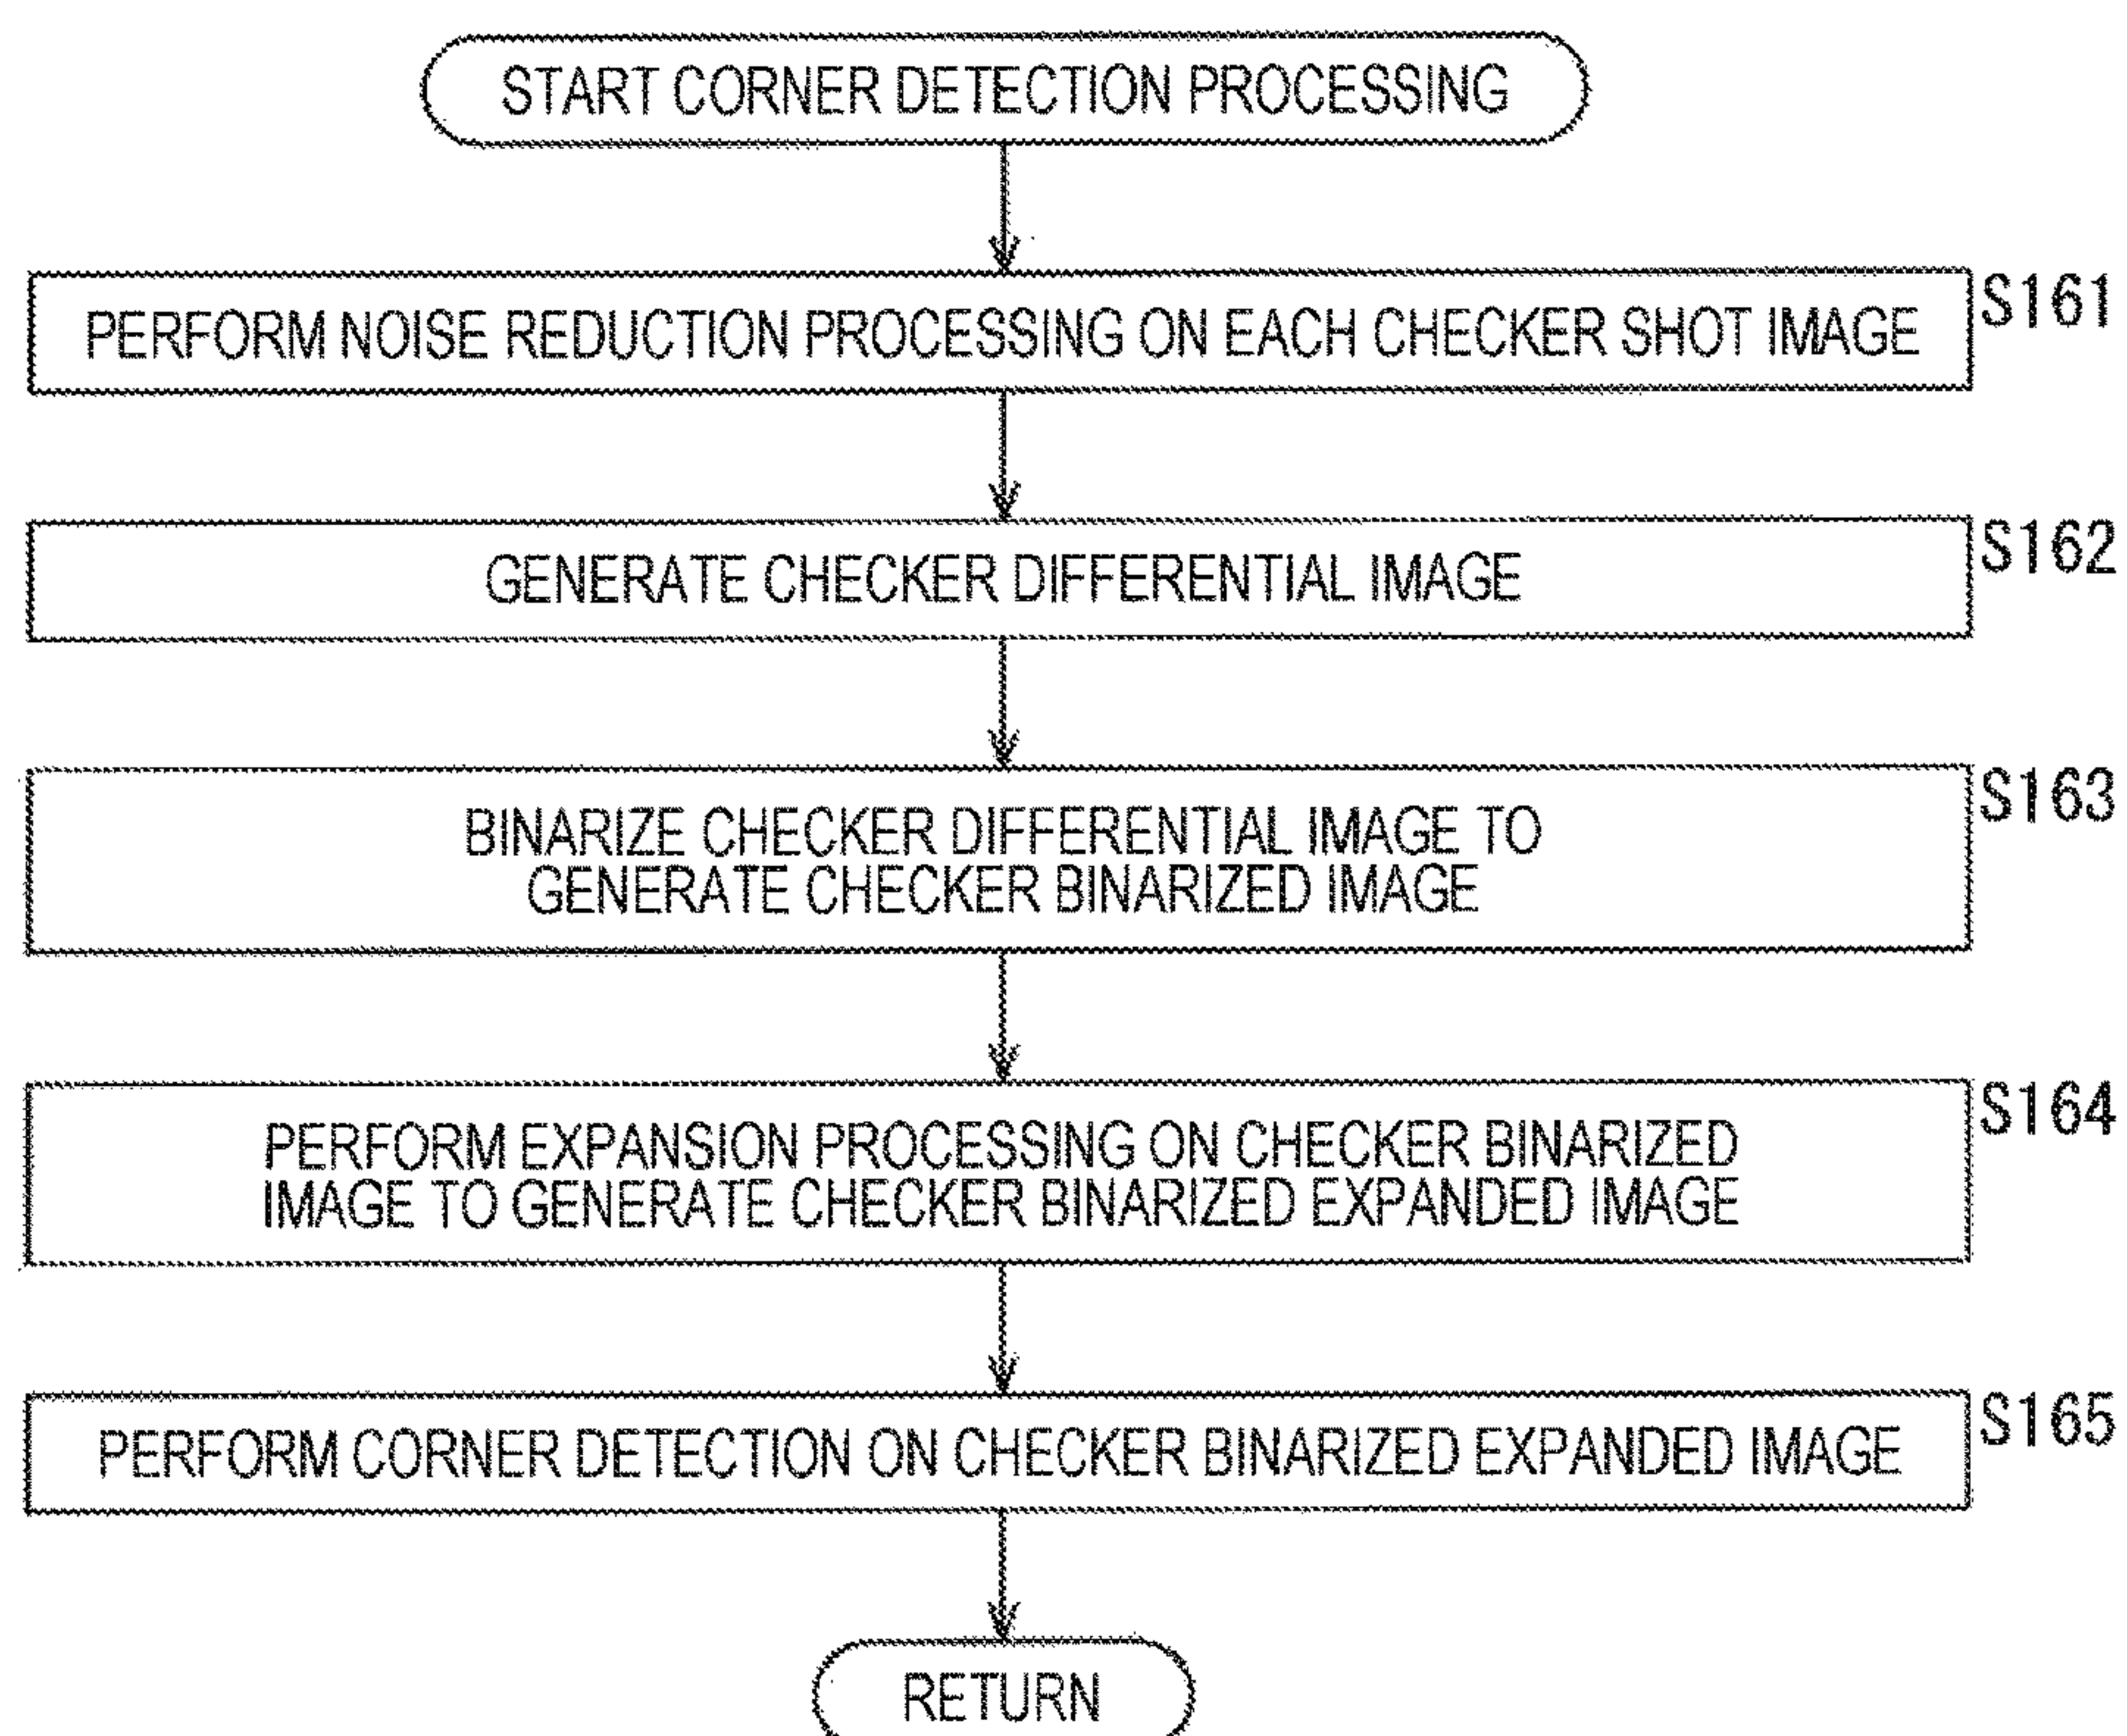 START CORNER DETECTION PROCESSING
PERFORM NOISE REDUCTION PROCESSING ON EACH CHECKER SHOT IMAGE
S161
GENERATE CHECKER DIFFERENTIAL IMAGE
S162
BINARIZE CHECKER DIFFERENTIAL IMAGE TO
GENERATE CHECKER BINARIZED IMAGE
S163
PERFORM EXPANSION PROCESSING ON CHECKER BINARIZED
IMAGE TO GENERATE CHECKER BINARIZED EXPANDED IMAGE
S164
PERFORM CORNER DETECTION ON CHECKER BINARIZED EXPANDED IMAGE
S165
RETURN